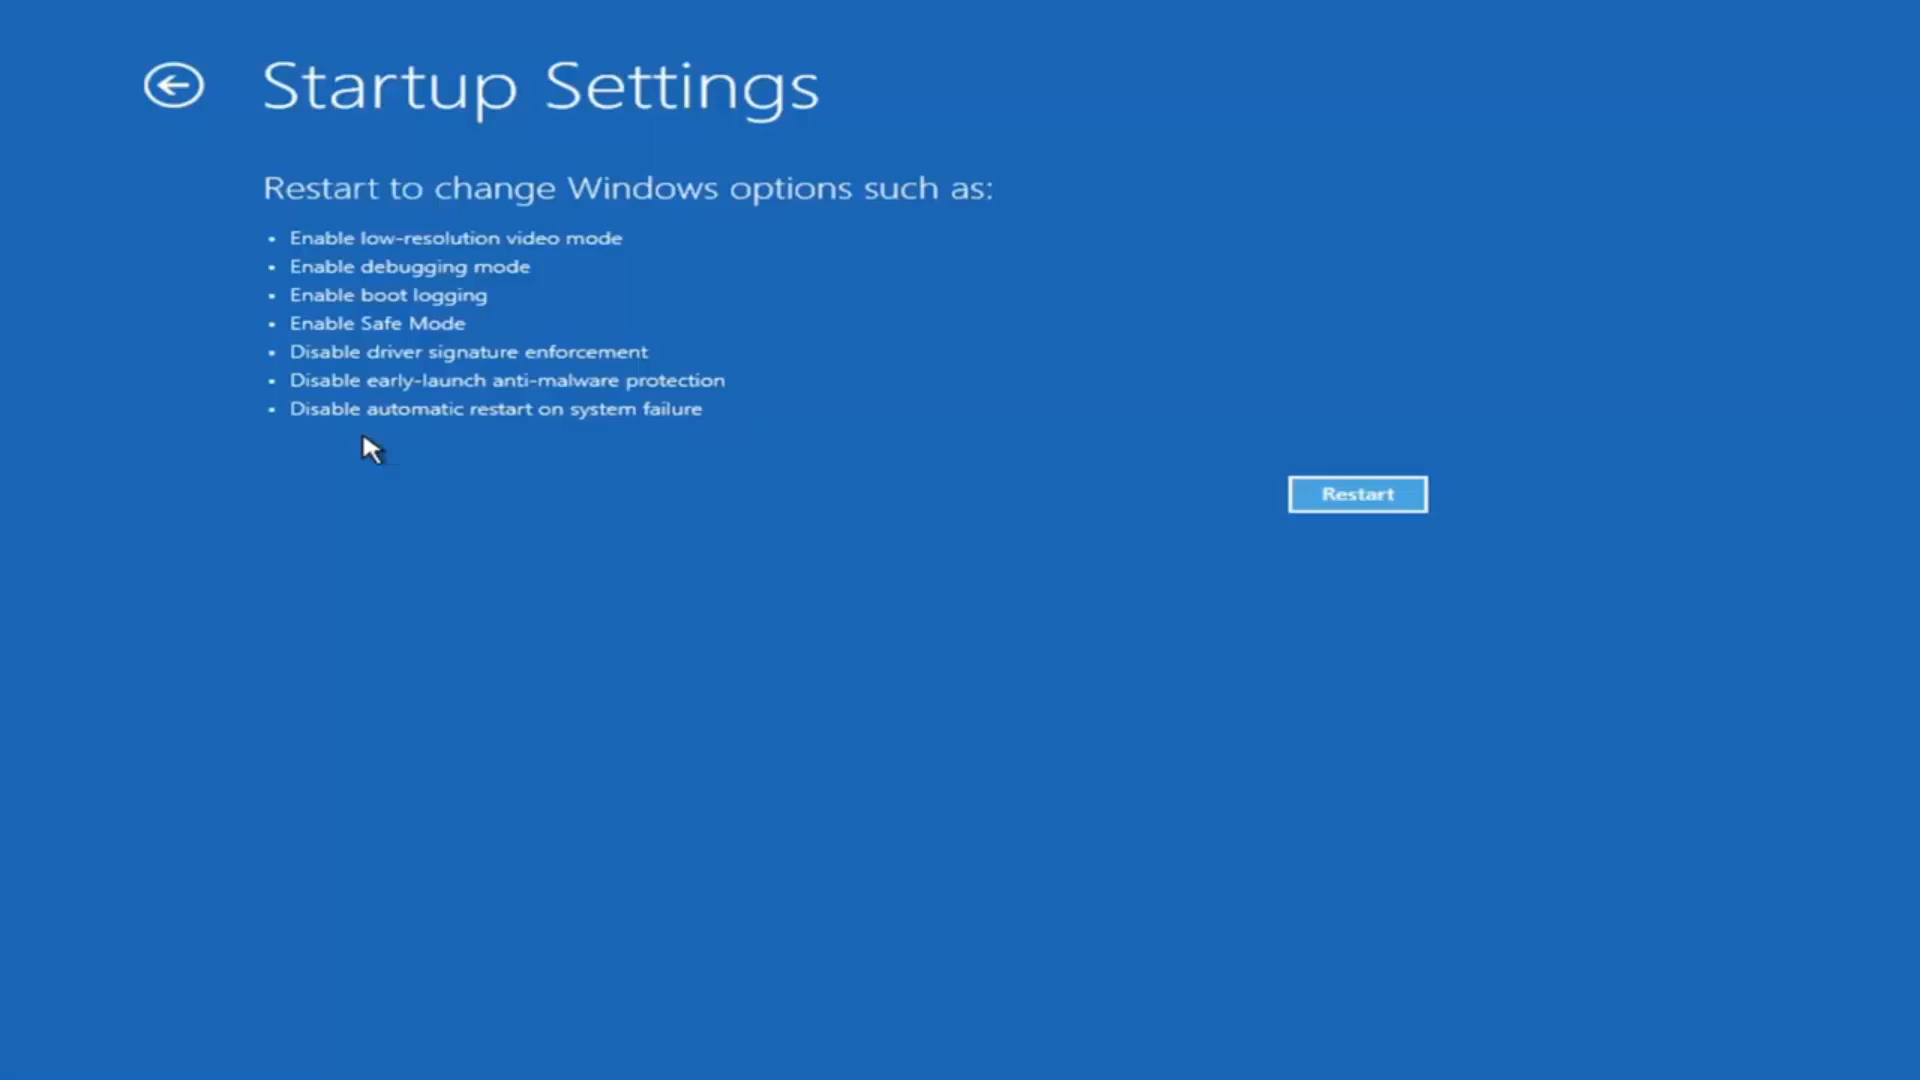 Startup Settings
Restart to change Windows options such as:
• Enable low-resolution video mode
• Enable debugging mode
• Enable boot logging
• Enable Safe Mode
• Disable driver signature enforcement
• Disable early-launch anti-malware protection
• Disable automatic restart on system failure
Restart